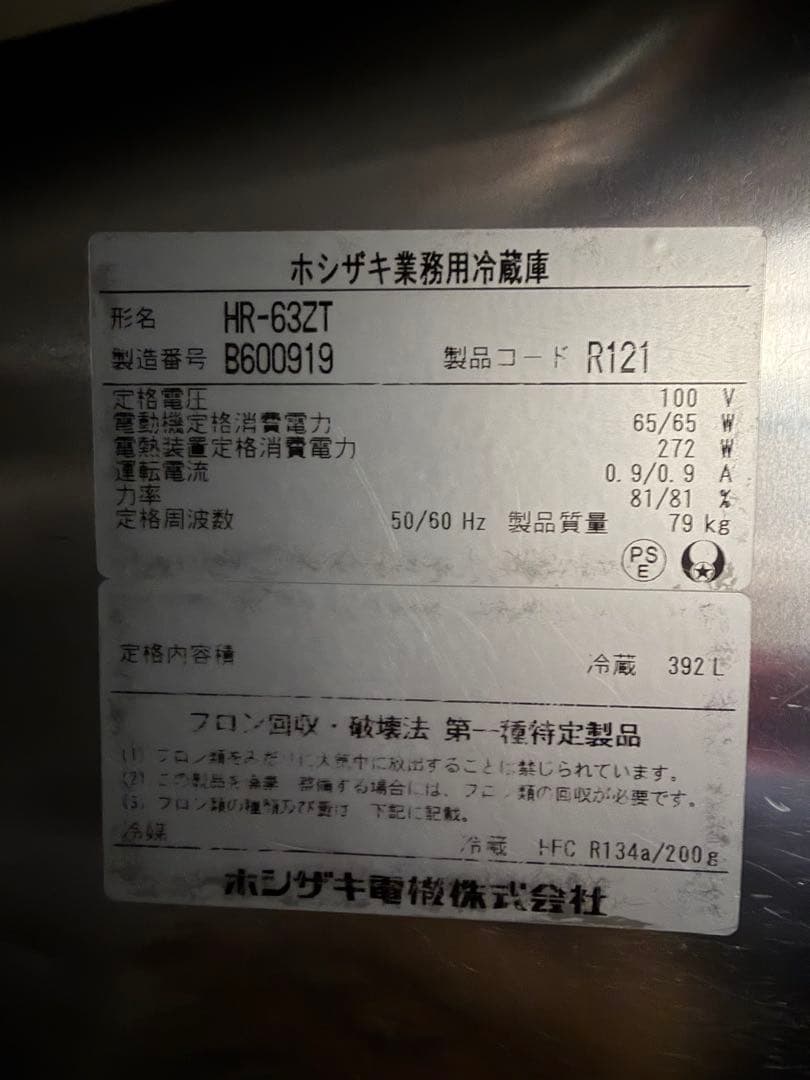 ホシザキ業務用冷蔵庫
形名 HR-63ZT
製造番号 B600919 製品コード R121
定格電圧 100 V
電動機定格消費電力 65/65 W
電熱装置定格消費電力 272 W
運転電流 0.9/0.9 A
力率 81/81 %
定格周波数 50/60 Hz 製品質量 79 kg
PS E
定格内容積 冷蔵 392 L
フロン回収・破壊法 第一種特定製品
(1) フロン類をみだりに大気中に放出することは禁じられています。
(2) この製品を廃棄 整備する場合には、フロン類の回収が必要です。
(3) フロン類の種類及び量は 下記に記載。
冷媒 冷蔵 HFC R134a/200g
ホシザキ電機株式会社